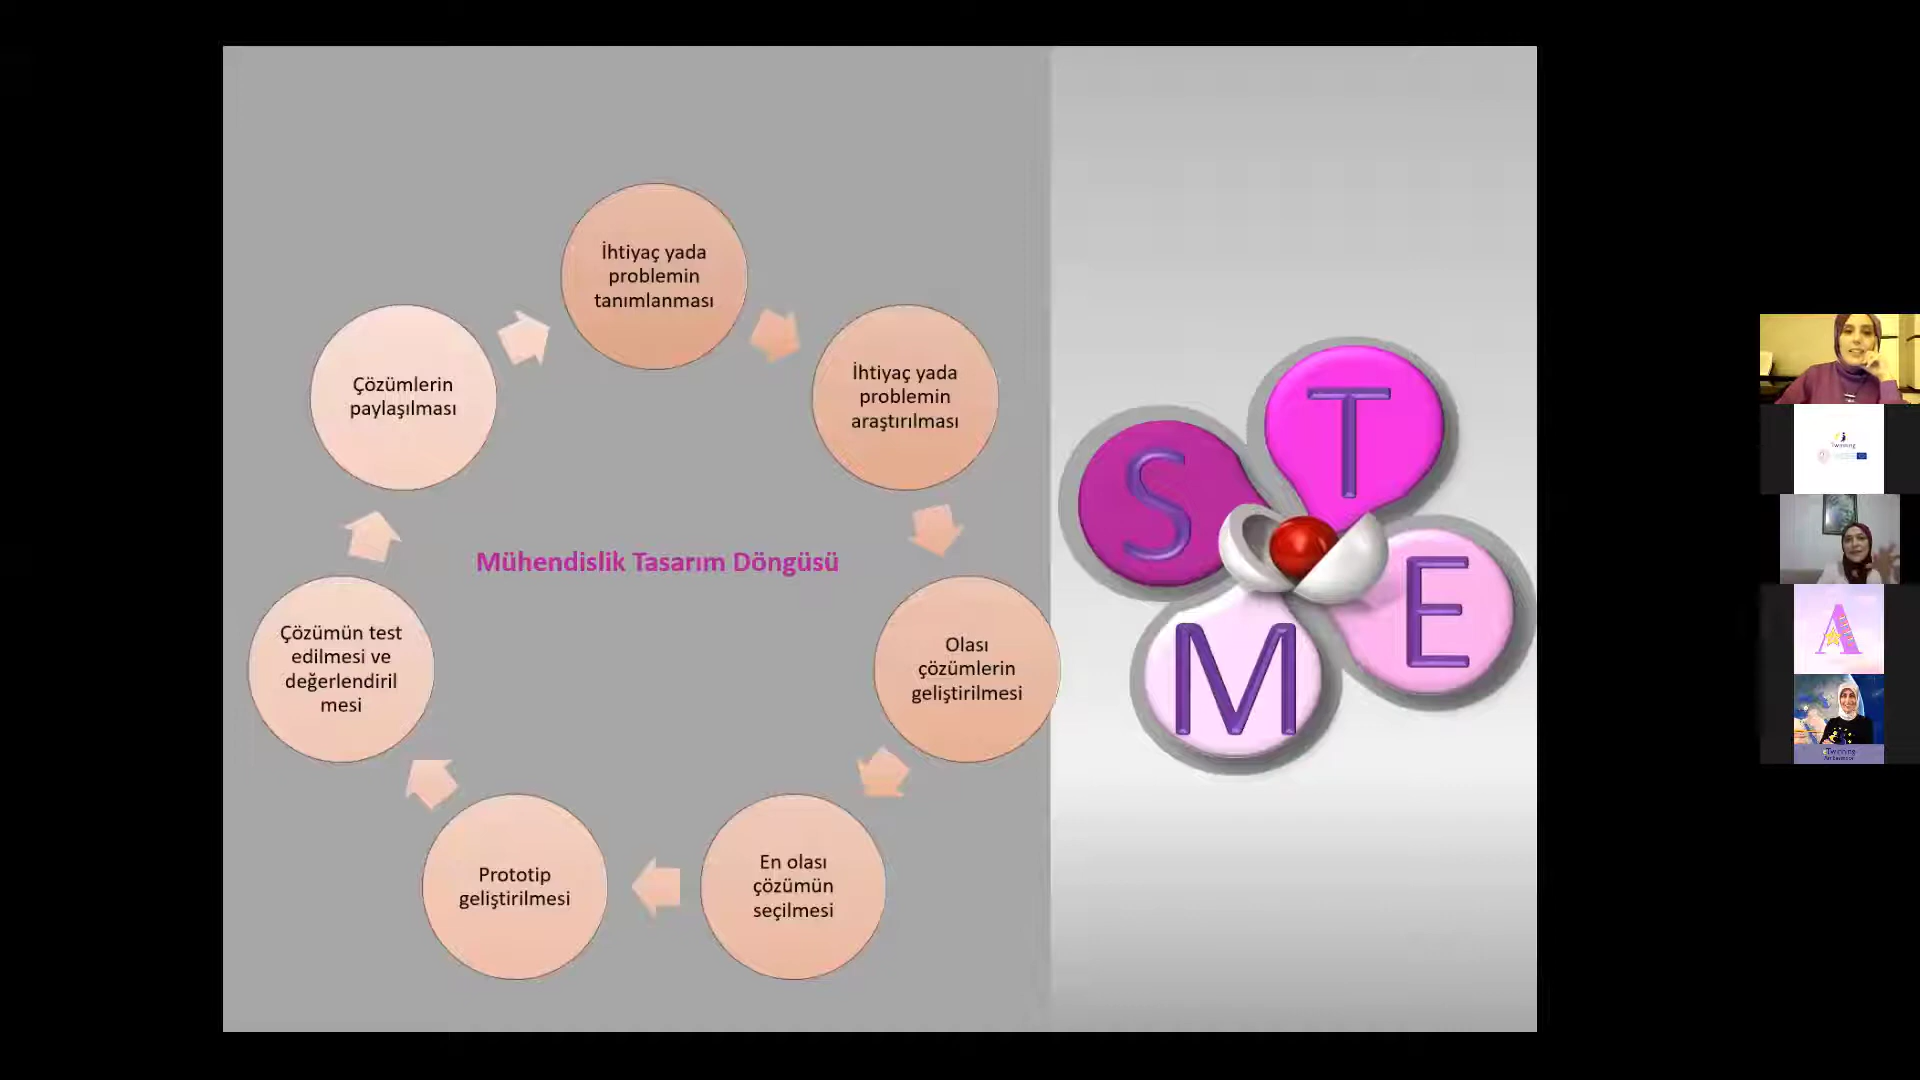 İhtiyaç yada
problemin
tanımlanması
İhtiyaç yada
problemin
araştırılması
Olası
çözümlerin
geliştirilmesi
En olası
çözümün
seçilmesi
Prototip
geliştirilmesi
Çözümün test
edilmesi ve
değerlendiril
mesi
Çözümlerin
paylaşılması
Mühendislik Tasarım Döngüsü
S
T
E
M
A